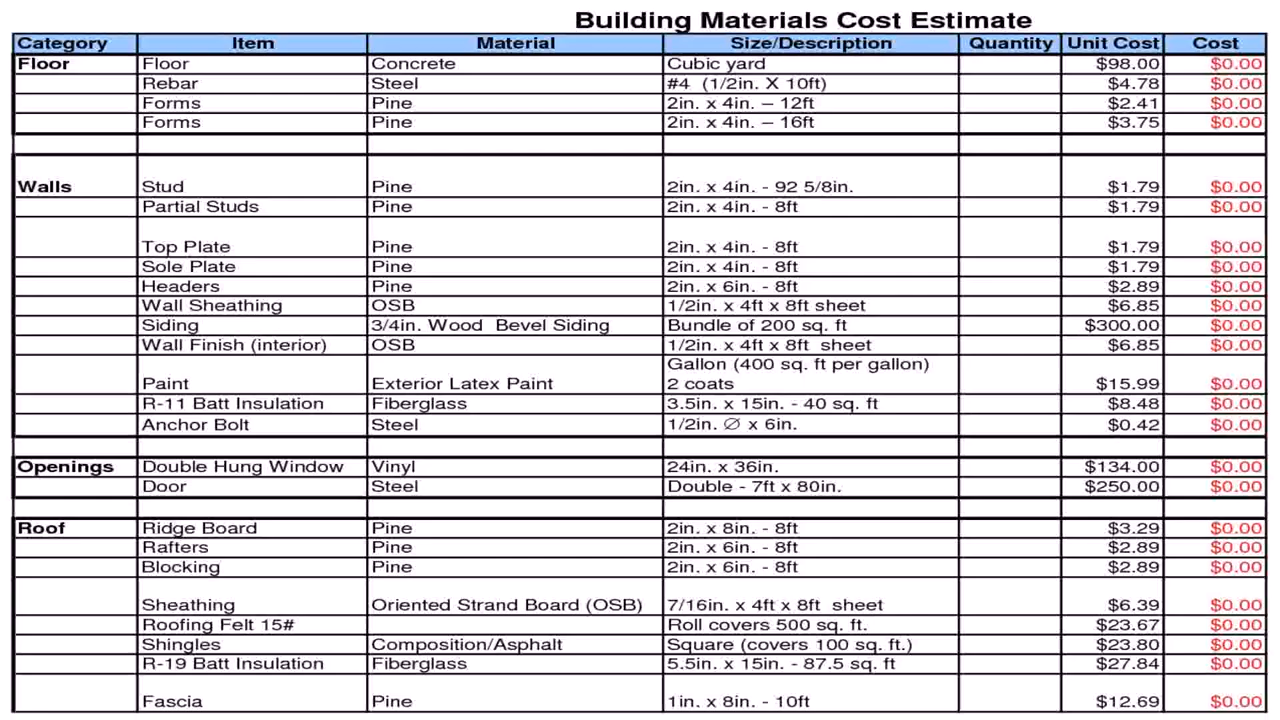 Building Materials Cost Estimate
Category Item Material Size/Description Quantity Unit Cost Cost
Floor Floor Concrete Cubic yard $98.00 $0.00
Rebar Steel #4 (1/2in. X 10ft) $4.78 $0.00
Forms Pine 2in. x 4in. – 12ft $2.41 $0.00
Forms Pine 2in. x 4in. – 16ft $3.75 $0.00
Walls Stud Pine 2in. x 4in. - 92 5/8in. $1.79 $0.00
Partial Studs Pine 2in. x 4in. - 8ft $1.79 $0.00
Top Plate Pine 2in. x 4in. - 8ft $1.79 $0.00
Sole Plate Pine 2in. x 4in. - 8ft $1.79 $0.00
Headers Pine 2in. x 6in. - 8ft $2.89 $0.00
Wall Sheathing OSB 1/2in. x 4ft x 8ft sheet $6.85 $0.00
Siding 3/4in. Wood Bevel Siding Bundle of 200 sq. ft $300.00 $0.00
Wall Finish (interior) OSB 1/2in. x 4ft x 8ft sheet $6.85 $0.00
Gallon (400 sq. ft per gallon)
Paint Exterior Latex Paint 2 coats $15.99 $0.00
R-11 Batt Insulation Fiberglass 3.5in. x 15in. - 40 sq. ft $8.48 $0.00
Anchor Bolt Steel 1/2in. ∅ x 6in. $0.42 $0.00
Openings Double Hung Window Vinyl 24in. x 36in. $134.00 $0.00
Door Steel Double - 7ft x 80in. $250.00 $0.00
Roof Ridge Board Pine 2in. x 8in. - 8ft $3.29 $0.00
Rafters Pine 2in. x 6in. - 8ft $2.89 $0.00
Blocking Pine 2in. x 6in. - 8ft $2.89 $0.00
Sheathing Oriented Strand Board (OSB) 7/16in. x 4ft x 8ft sheet $6.39 $0.00
Roofing Felt 15# Roll covers 500 sq. ft. $23.67 $0.00
Shingles Composition/Asphalt Square (covers 100 sq. ft.) $23.80 $0.00
R-19 Batt Insulation Fiberglass 5.5in. x 15in. - 87.5 sq. ft $27.84 $0.00
Fascia Pine 1in. x 8in. - 10ft $12.69 $0.00